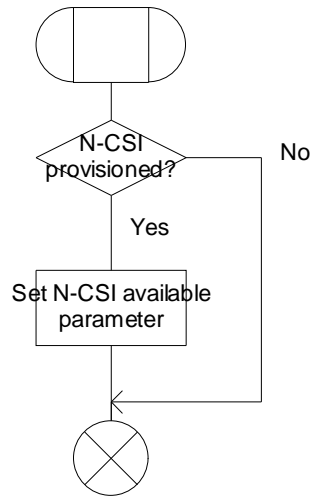 N-CSI
provisioned?
No
Yes
Set N-CSI available
parameter